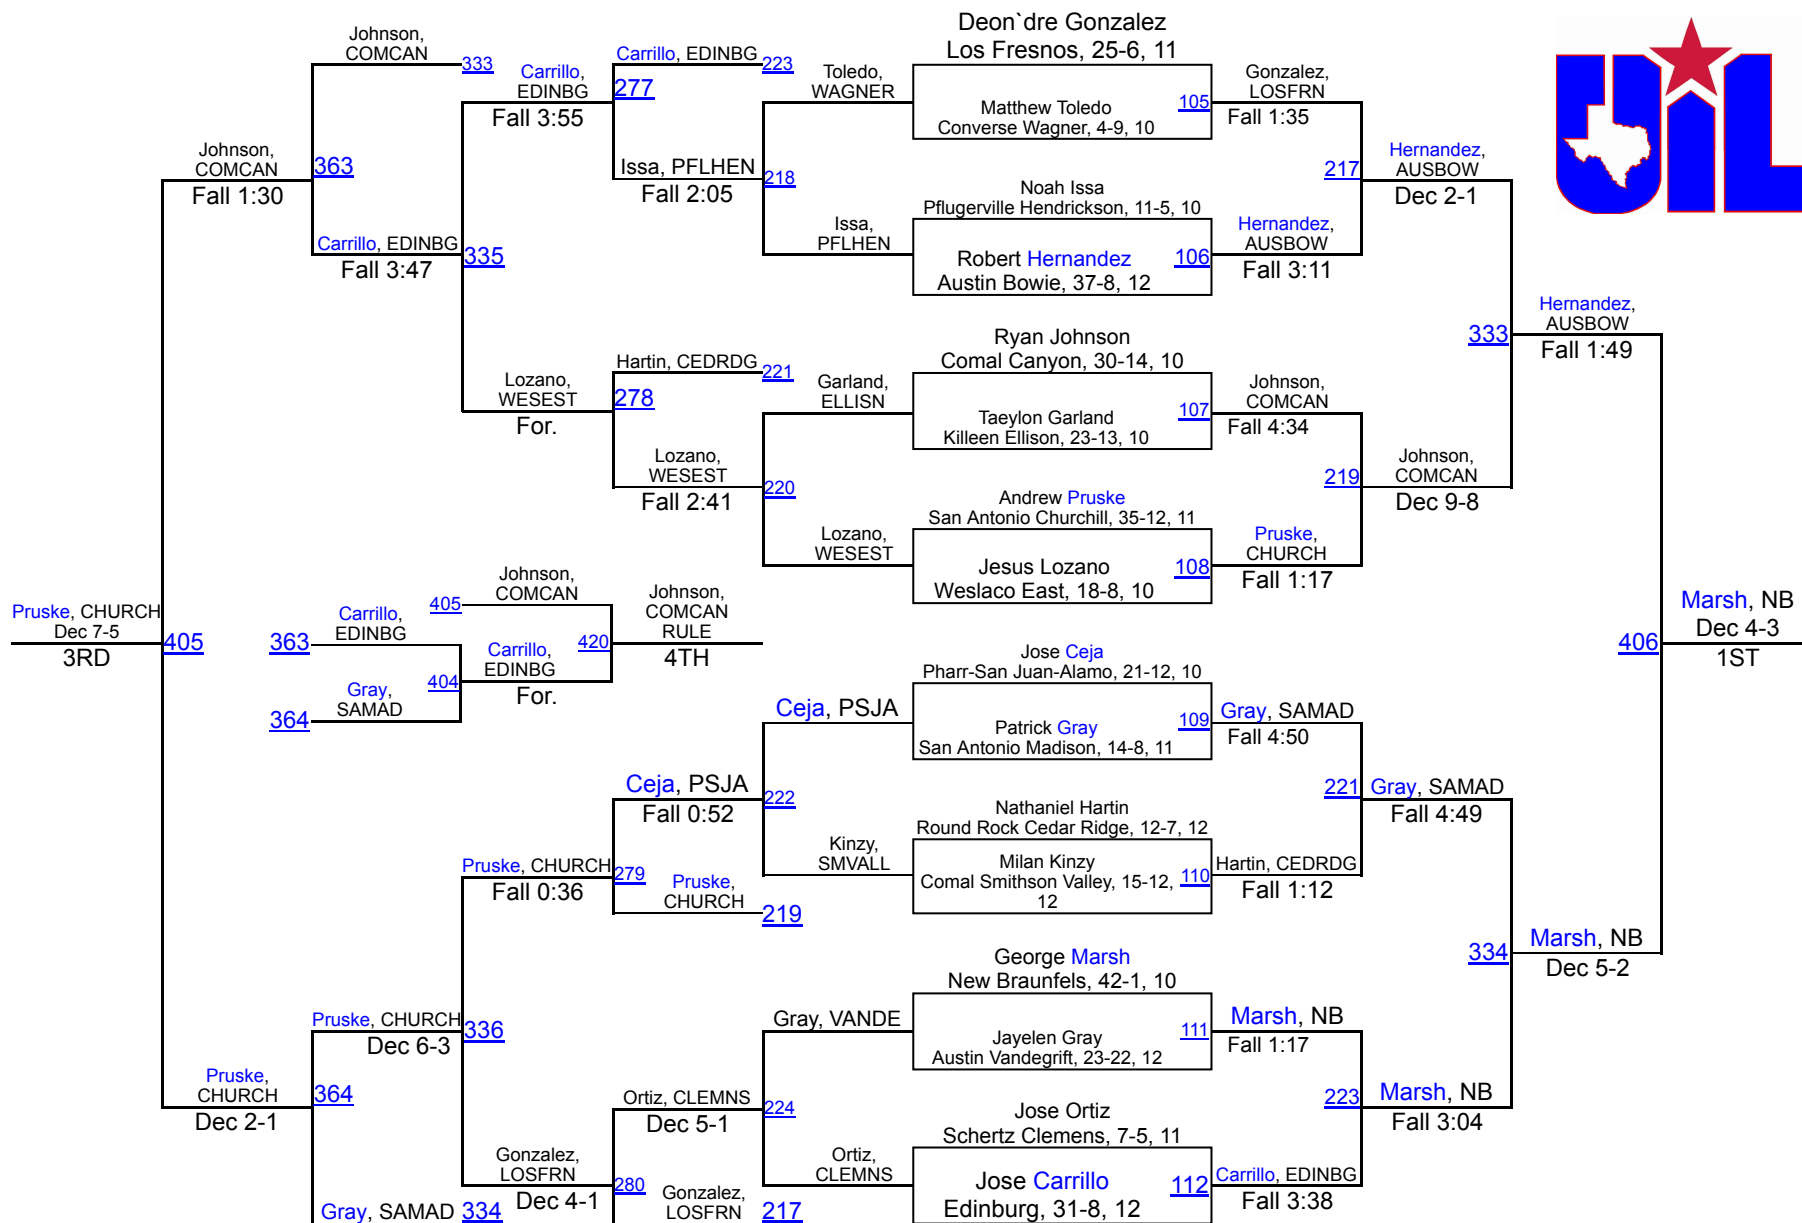 Deon`dre Gonzalez
Los Fresnos, 25-6, 11
UIL
Johnson,
COMCAN
333
Carrillo,
EDINBG
Fall 3:55
Carrillo, EDINBG
223
277
Toledo,
WAGNER
Matthew Toledo
Converse Wagner, 4-9, 10
105
Gonzalez,
LOSFRN
Fall 1:35
Johnson,
COMCAN
Fall 1:30
363
Issa, PFLHEN
Fall 2:05
218
Noah Issa
Pflugerville Hendrickson, 11-5, 10
217
Hernandez,
AUSBOW
Dec 2-1
Carrillo, EDINBG
Fall 3:47
335
Issa,
PFLHEN
Robert Hernandez
Austin Bowie, 37-8, 12
106
Hernandez,
AUSBOW
Fall 3:11
Ryan Johnson
Comal Canyon, 30-14, 10
333
Hernandez,
AUSBOW
Fall 1:49
Lozano,
WESEST
For.
Hartin, CEDRDG
221
278
Garland,
ELLISN
Taeylon Garland
Killeen Ellison, 23-13, 10
107
Johnson,
COMCAN
Fall 4:34
Lozano,
WESEST
Fall 2:41
220
Andrew Pruske
San Antonio Churchill, 35-12, 11
219
Johnson,
COMCAN
Dec 9-8
Lozano,
WESEST
Jesus Lozano
Weslaco East, 18-8, 10
108
Pruske,
CHURCH
Fall 1:17
Pruske, CHURCH
Dec 7-5
3RD
405
Johnson,
COMCAN
405
Carrillo,
EDINBG
363
Carrillo,
EDINBG
For.
404
Gray,
SAMAD
364
420
Johnson,
COMCAN
RULE
4TH
406
Marsh, NB
Dec 4-3
1ST
Jose Ceja
Pharr-San Juan-Alamo, 21-12, 10
Ceja, PSJA
Patrick Gray
San Antonio Madison, 14-8, 11
109
Gray, SAMAD
Fall 4:50
Ceja, PSJA
Fall 0:52
222
Nathaniel Hartin
Round Rock Cedar Ridge, 12-7, 12
221
Gray, SAMAD
Fall 4:49
Pruske, CHURCH
Fall 0:36
279
Pruske,
CHURCH
219
Kinzy,
SMVALL
Milan Kinzy
Comal Smithson Valley, 15-12,
12
110
Hartin, CEDRDG
Fall 1:12
George Marsh
New Braunfels, 42-1, 10
334
Marsh, NB
Dec 5-2
Pruske, CHURCH
Dec 6-3
336
Gray, VANDE
Jayelen Gray
Austin Vandegrift, 23-22, 12
111
Marsh, NB
Fall 1:17
Pruske,
CHURCH
Dec 2-1
364
Ortiz, CLEMNS
Dec 5-1
224
Jose Ortiz
Schertz Clemens, 7-5, 11
223
Marsh, NB
Fall 3:04
Gonzalez,
LOSFRN
Dec 4-1
280
Ortiz,
CLEMNS
Jose Carrillo
Edinburg, 31-8, 12
112
Carrillo, EDINBG
Fall 3:38
Gray, SAMAD
334
Gonzalez,
LOSFRN
217